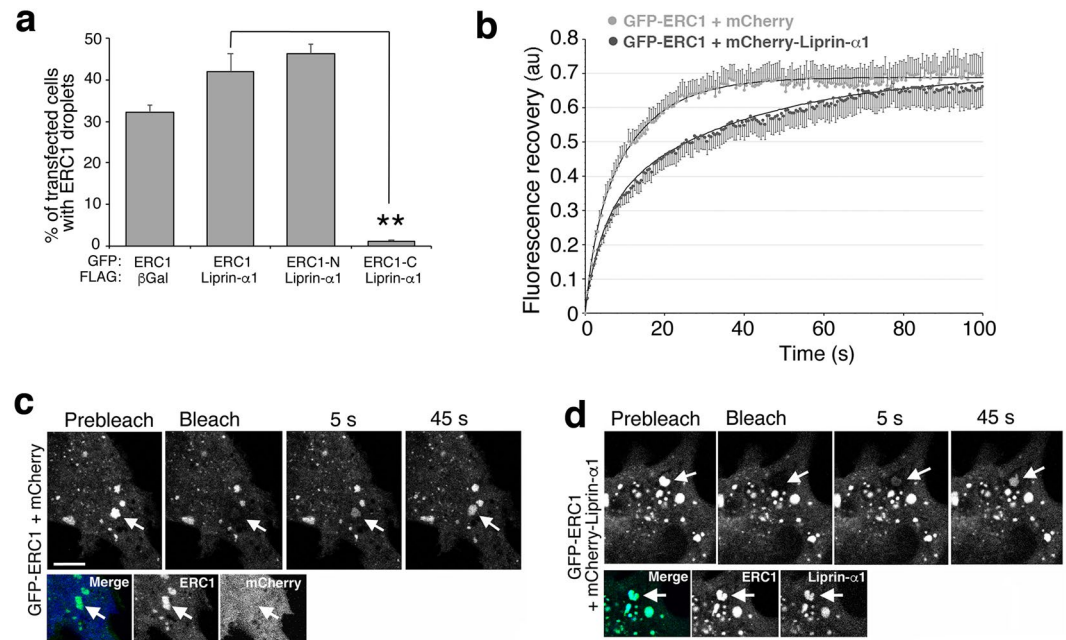 a
% of transfected cells
with ERC1 droplets
50
40
30
20
10
0
**
GFP: ERC1 ERC1 ERC1-N ERC1-C
FLAG: βGal Liprin-α1 Liprin-α1 Liprin-α1
b
GFP-ERC1 + mCherry
GFP-ERC1 + mCherry-Liprin-α1
Fluorescence recovery (au)
0.8
0.7
0.6
0.5
0.4
0.3
0.2
0.1
0
0 20 40 60 80 100
Time (s)
c
Prebleach Bleach 5 s 45 s
GFP-ERC1 + mCherry
Merge ERC1 mCherry
d
Prebleach Bleach 5 s 45 s
GFP-ERC1
+ mCherry-Liprin-α1
Merge ERC1 Liprin-α1